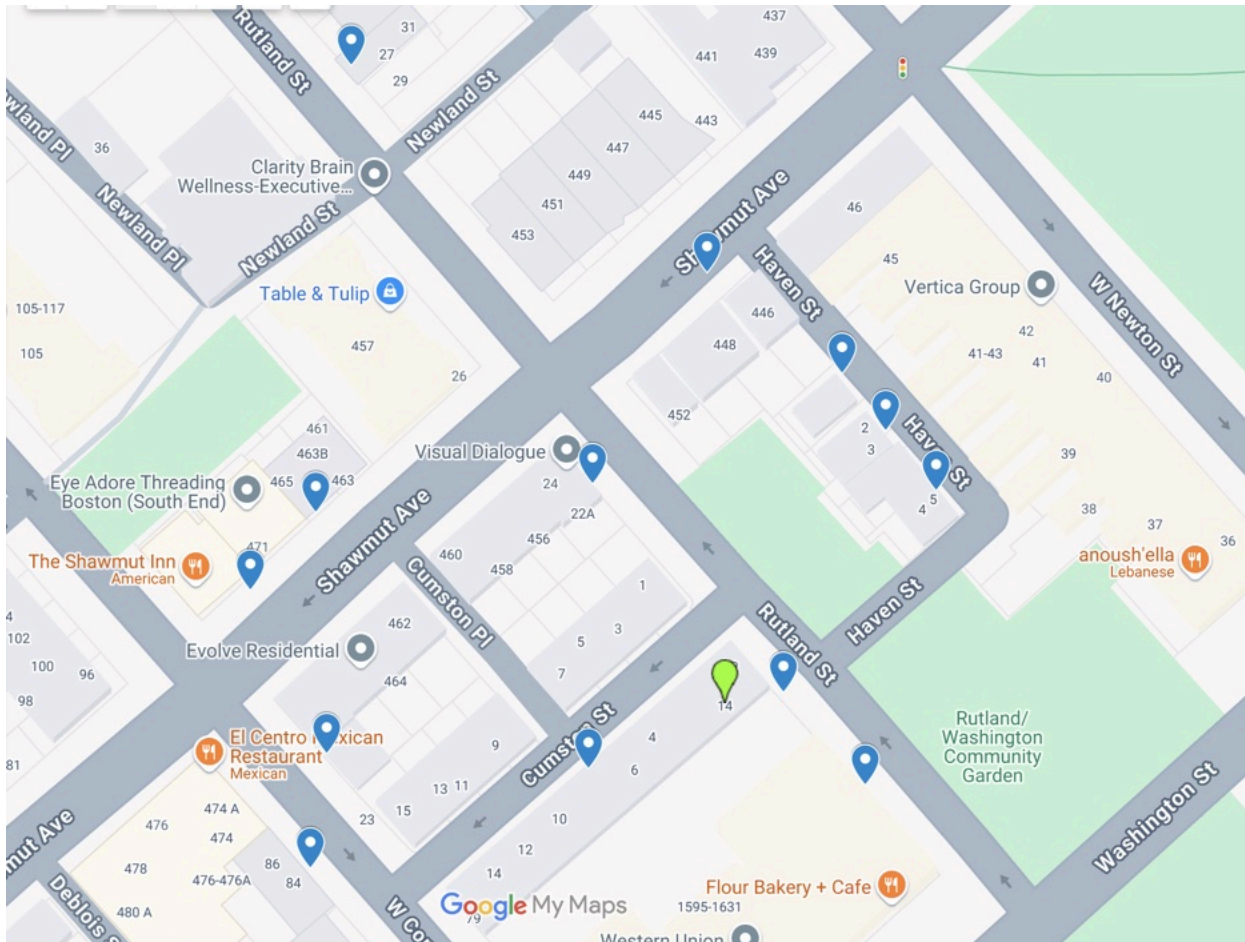 Rutland St
31
27
29
437
441
439
Newland Pl
36
Newland St
445
443
447
449
451
453
Clarity Brain
Wellness-Executive...
Newland Pl
Newland St
Shawmut Ave
46
Haven St
45
Vertica Group
W Newton St
Table & Tulip
105-117
105
457
26
446
448
452
42
41-43
41
40
2
3
Haven St
39
5
4
38
37
36
461
463B
465
463
Eye Adore Threading
Boston (South End)
Visual Dialogue
24
22A
456
460
458
Shawmut Ave
471
The Shawmut Inn
American
anoush'ella
Lebanese
Cumston Pl
1
3
5
7
Haven St
Rutland St
102
100
98
96
462
Evolve Residential
464
14
Cumston St
4
6
Rutland/
Washington
Community
Garden
El Centro Mexican
Restaurant
Mexican
9
13
11
15
23
10
12
14
81
474 A
476
474
478
476-476A
480 A
86
84
Washington St
Flour Bakery + Cafe
Google My Maps
1595-1631
79
Western Union